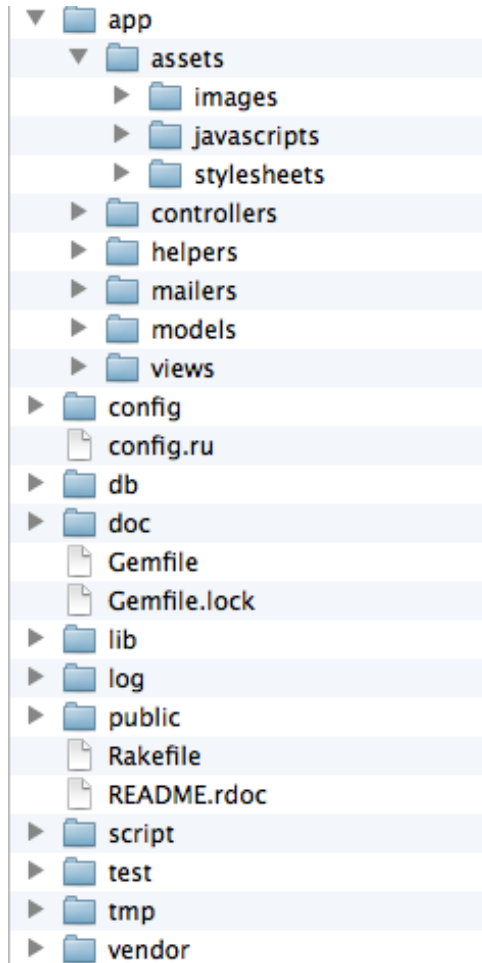 app
assets
images
javascripts
stylesheets
controllers
helpers
mailers
models
views
config
config.ru
db
doc
Gemfile
Gemfile.lock
lib
log
public
Rakefile
README.rdoc
script
test
tmp
vendor